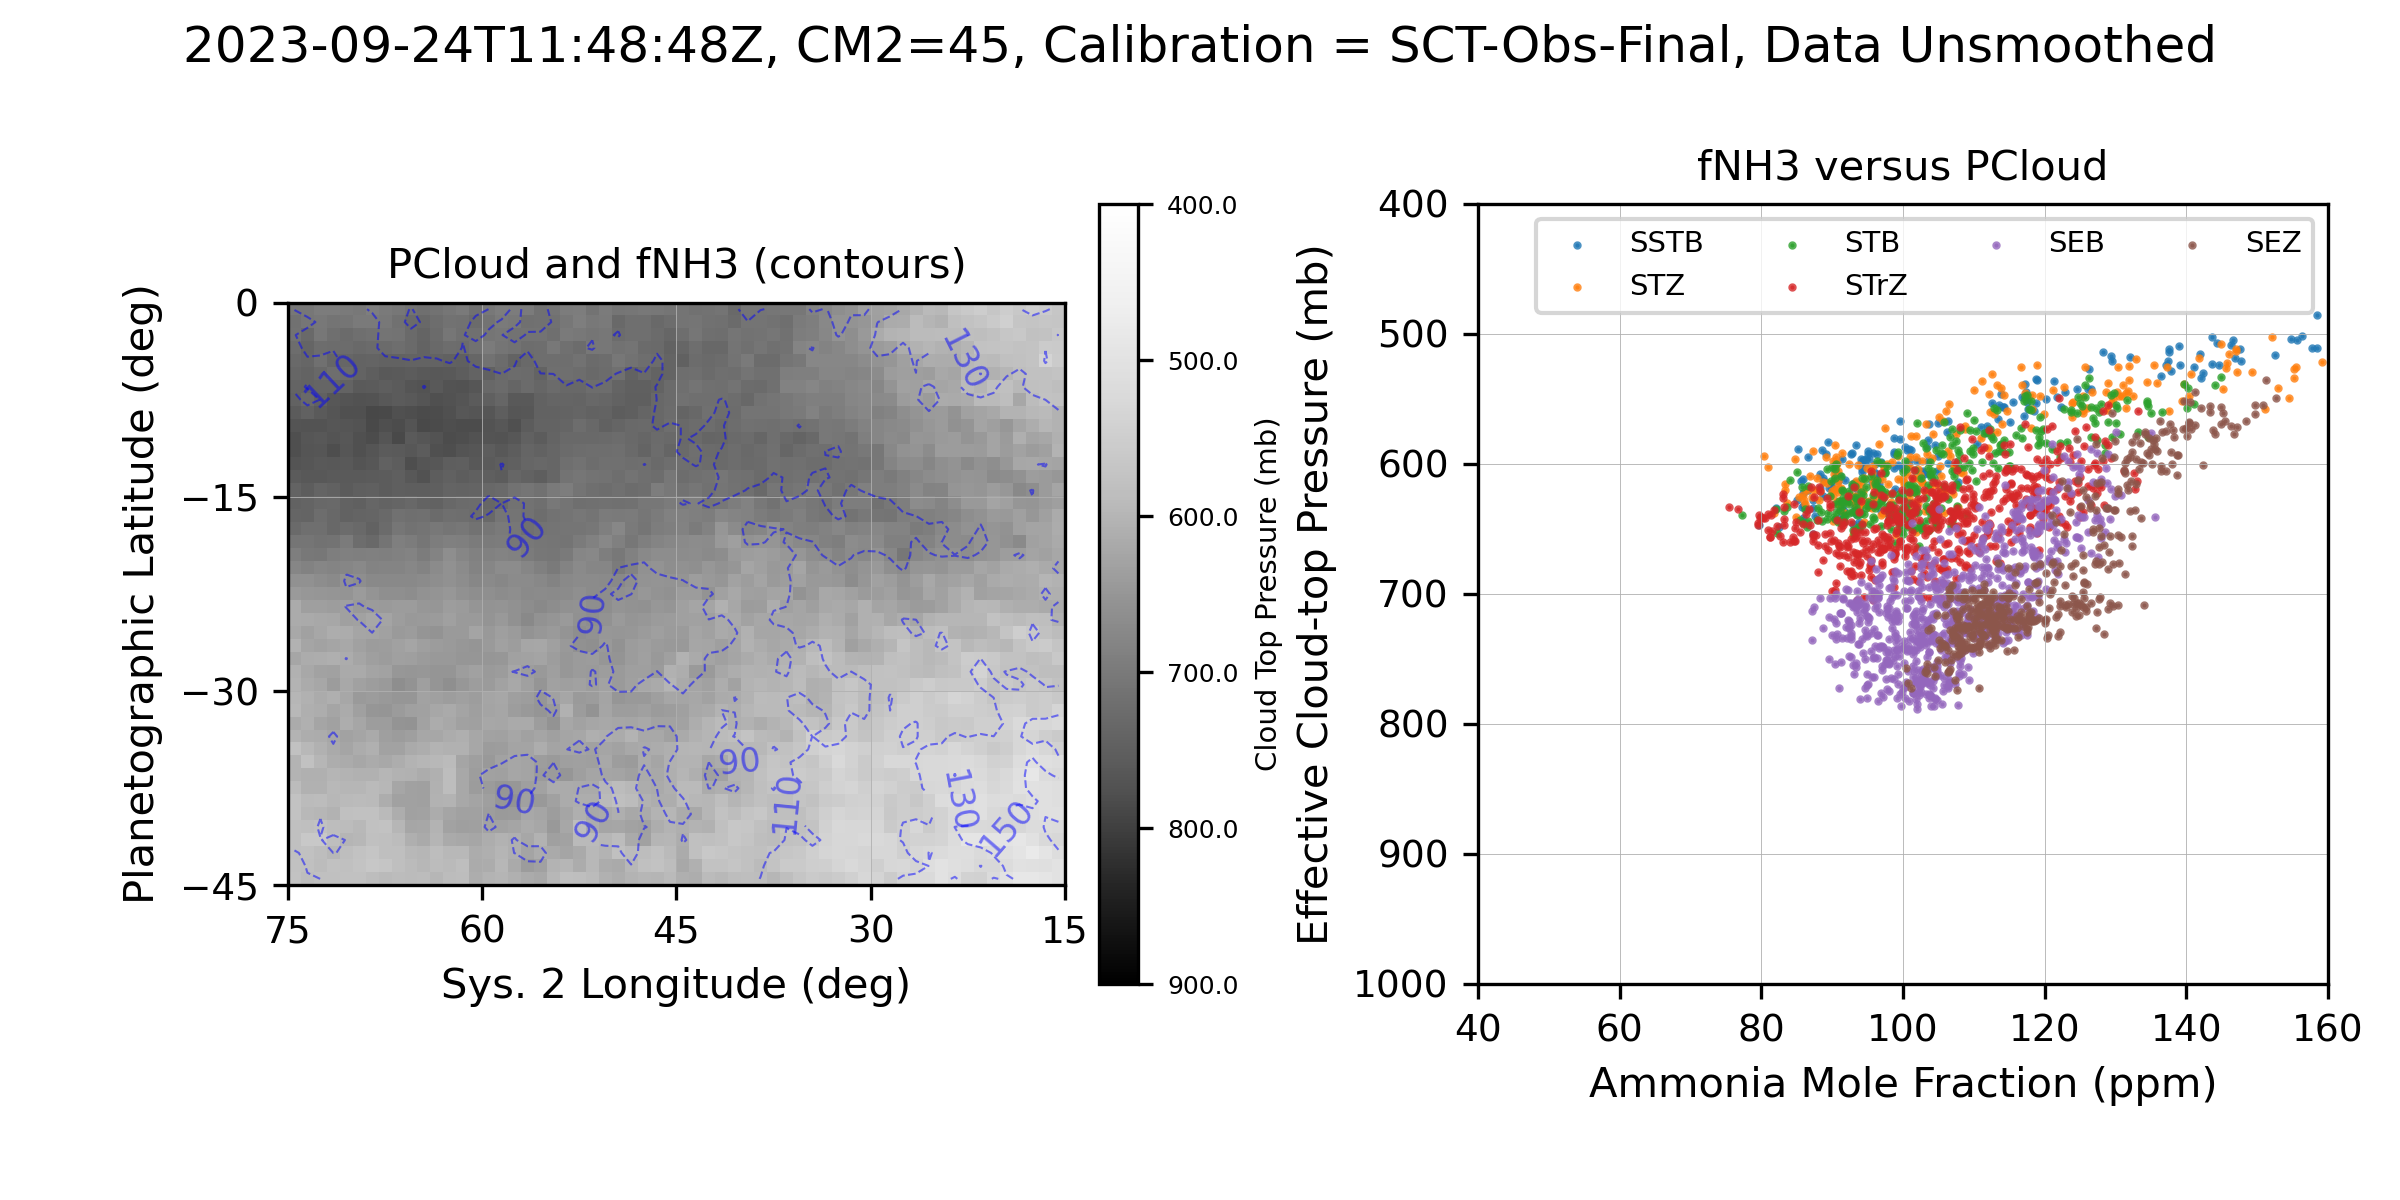 2023-09-24T11:48:48Z, CM2=45, Calibration = SCT-Obs-Final, Data Unsmoothed
PCloud and fNH3 (contours)
Planetographic Latitude (deg)
0
−15
−30
−45
75
60
45
30
15
Sys. 2 Longitude (deg)
110
130
90
90
90
90
90
110
130
150
400.0
500.0
600.0
700.0
800.0
900.0
Cloud Top Pressure (mb)
fNH3 versus PCloud
Effective Cloud-top Pressure (mb)
400
500
600
700
800
900
1000
SSTB
STZ
STB
STrZ
SEB
SEZ
40
60
80
100
120
140
160
Ammonia Mole Fraction (ppm)